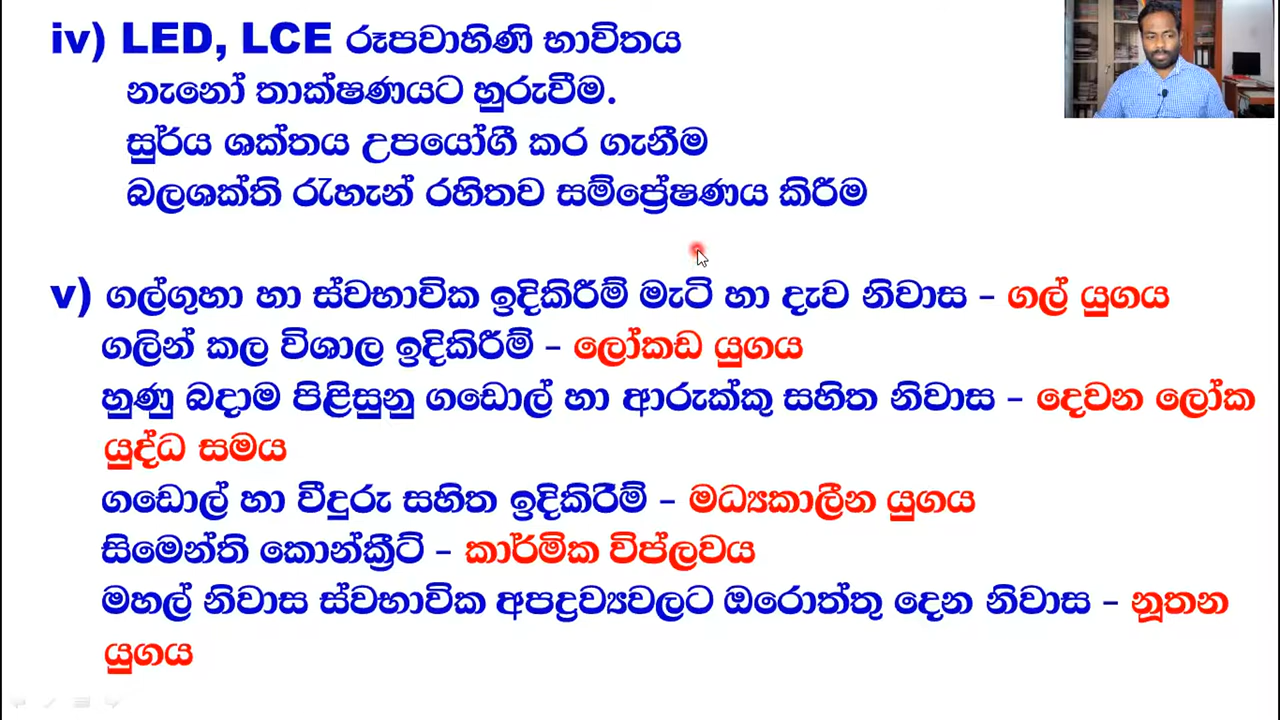 iv) LED, LCE රූපවාහිණි භාවිතය
නැනෝ තාක්ෂණයට හුරුවීම.
සුර්ය ශක්තය උපයෝගී කර ගැනීම
බලශක්ති රැහැන් රහිතව සම්ප්‍රේෂණය කිරීම
v) ගල්ගුහා හා ස්වභාවික ඉදිකිරීම් මැටි හා දැව නිවාස – ගල් යුගය
ගලින් කල විශාල ඉදිකිරීම් – ලෝකඩ යුගය
හුණු බදාම පිළිසුනු ගඩොල් හා ආරුක්කු සහිත නිවාස – දෙවන ලෝක
යුද්ධ සමය
ගඩොල් හා වීදුරු සහිත ඉදිකිරීම් – මධ්‍යකාලීන යුගය
සිමෙන්ති කොන්ක්‍රීට් – කාර්මික විප්ලවය
මහල් නිවාස ස්වභාවික අපද්‍රව්‍යවලට ඔරොත්තු දෙන නිවාස – නූතන
යුගය